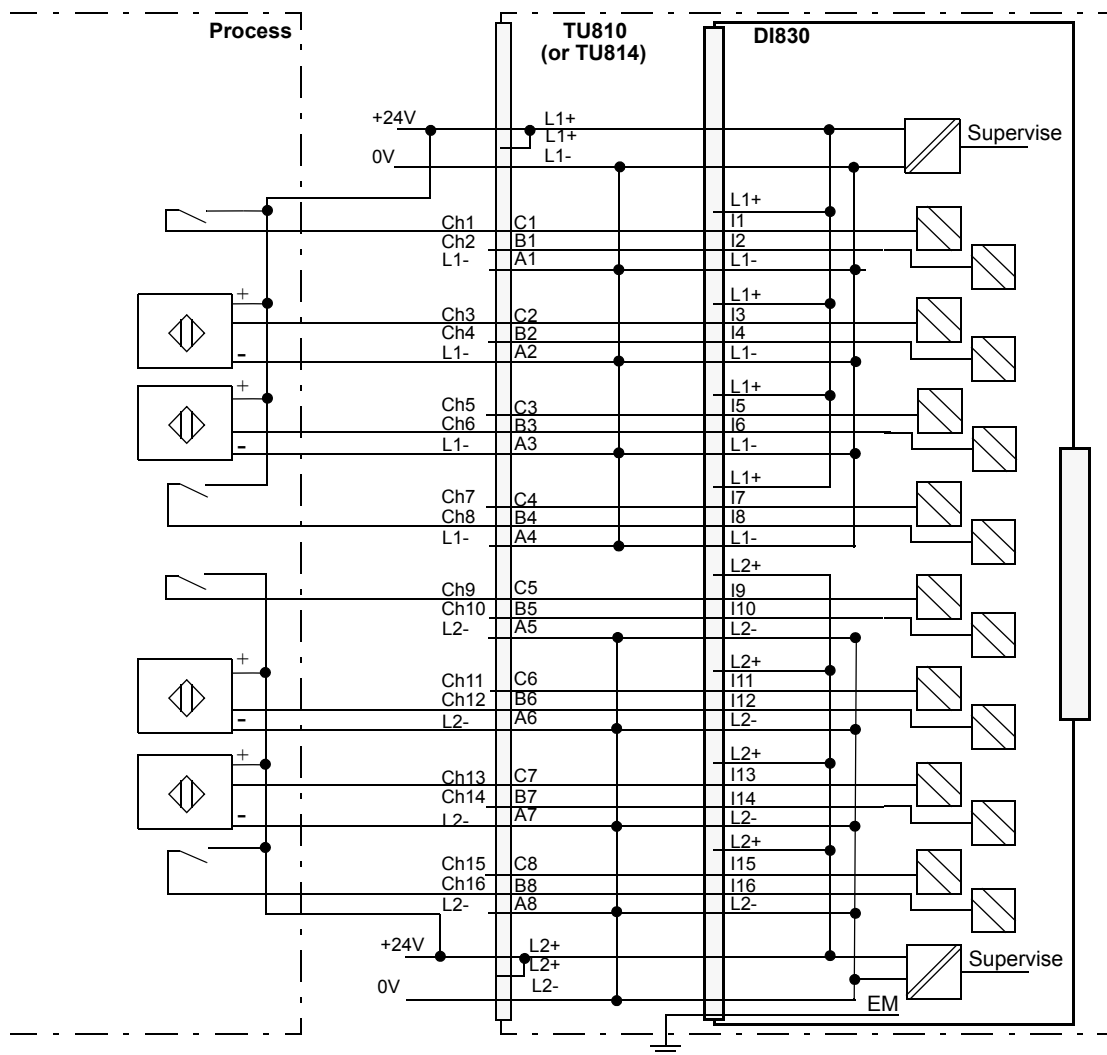 Process
TU810
(or TU814)
DI830
+24V
L1+
L1+
0V
L1-
Supervise
L1+
Ch1 C1 I1
Ch2 B1 I2
L1- A1 L1-
+
L1+
Ch3 C2 I3
Ch4 B2 I4
- L1- A2 L1-
+
L1+
Ch5 C3 I5
Ch6 B3 I6
- L1- A3 L1-
L1+
Ch7 C4 I7
Ch8 B4 I8
L1- A4 L1-
L2+
Ch9 C5 I9
Ch10 B5 I10
L2- A5 L2-
+
L2+
Ch11 C6 I11
Ch12 B6 I12
- L2- A6 L2-
+
L2+
Ch13 C7 I13
Ch14 B7 I14
- L2- A7 L2-
L2+
Ch15 C8 I15
Ch16 B8 I16
L2- A8 L2-
+24V
L2+
L2+
0V
L2-
Supervise
EM